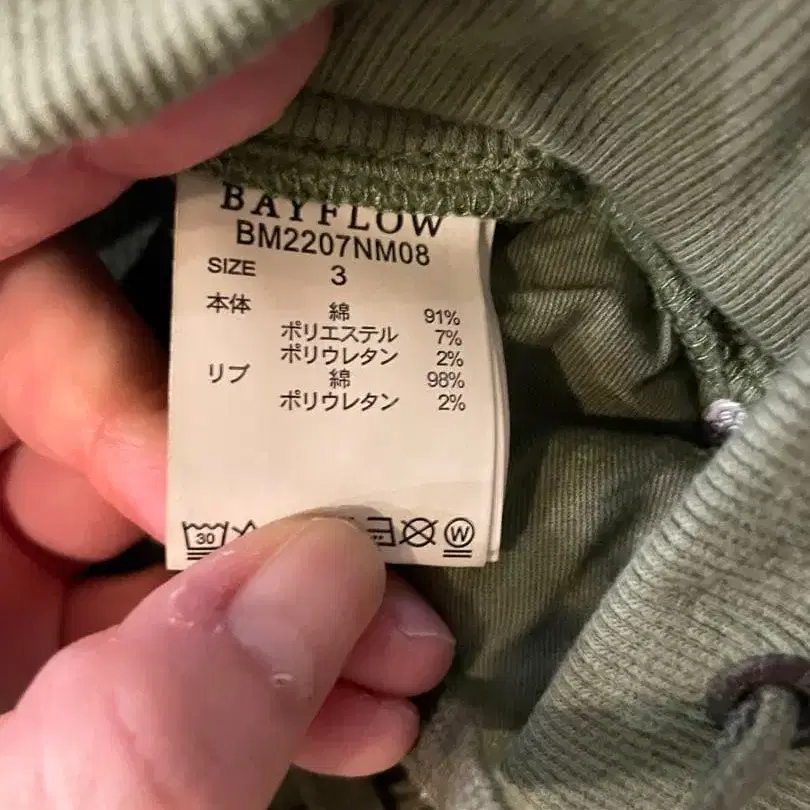 BAYFLOW
BM2207NM08
SIZE 3
本体 綿 91%
ポリエステル 7%
ポリウレタン 2%
リブ 綿 98%
ポリウレタン 2%
30 W